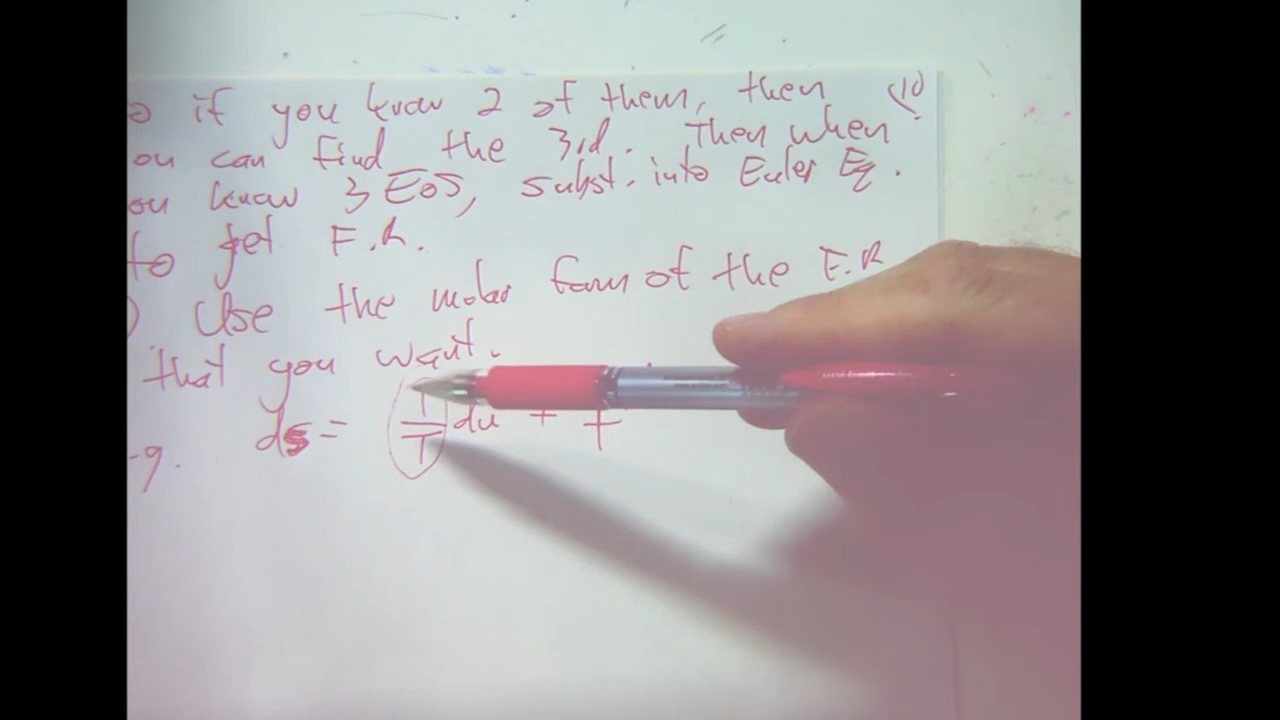 o if you know 2 of them, then (10
ou can find the 3rd. Then when
ou know 3 EOS, subst. into Euler Eq.
to get F.R.
) Use the molar form of the F.R
that you want.
-g. ds = 1/T du + P